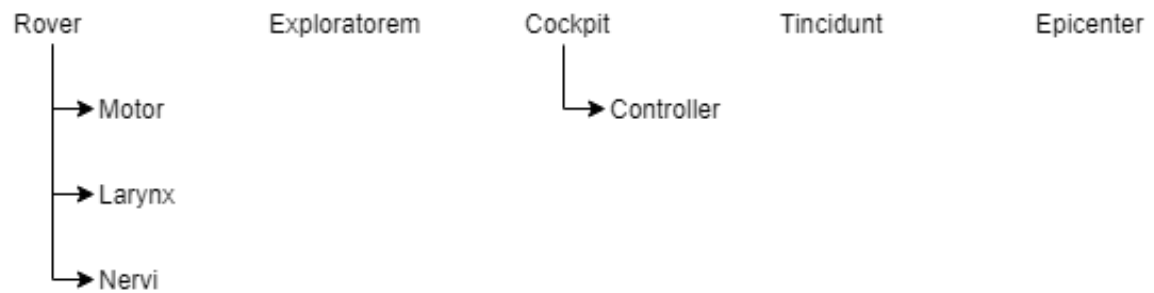 Rover Exploratorem Cockpit Tincidunt Epicenter
Motor Controller
Larynx
Nervi